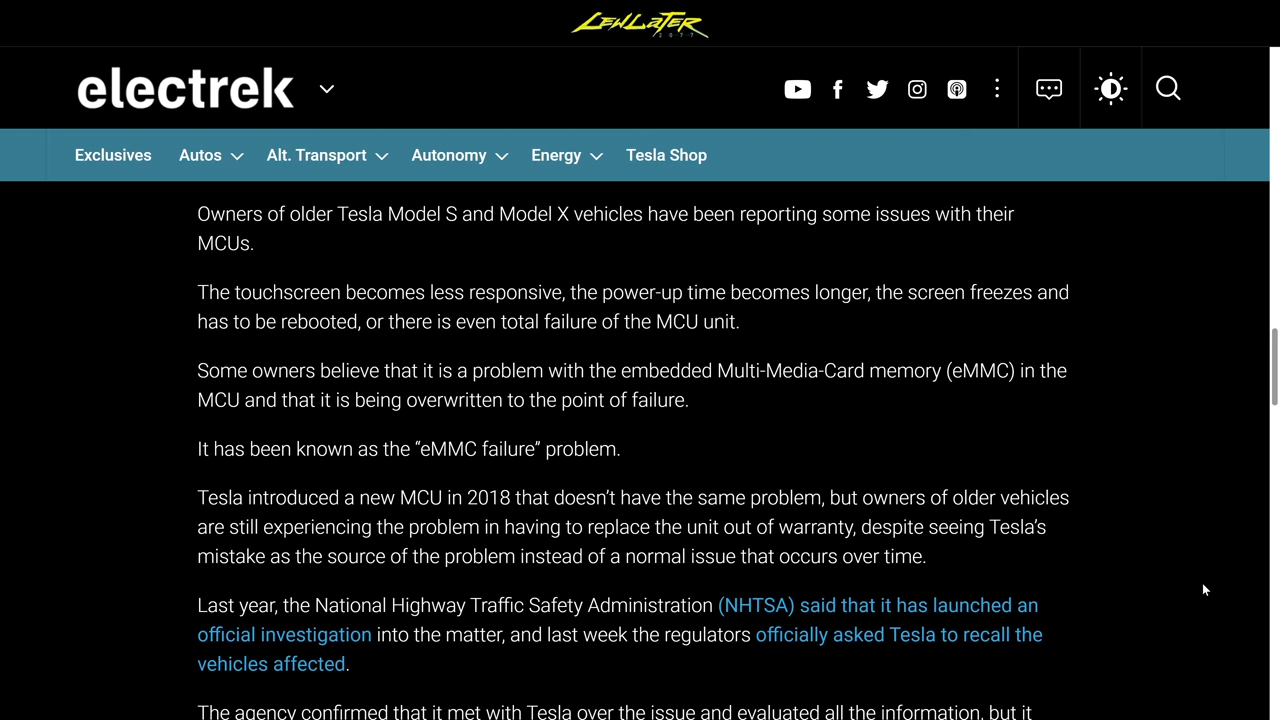 LEWLATER
2077
electrek
Exclusives Autos Alt. Transport Autonomy Energy Tesla Shop
Owners of older Tesla Model S and Model X vehicles have been reporting some issues with their
MCUs.
The touchscreen becomes less responsive, the power-up time becomes longer, the screen freezes and
has to be rebooted, or there is even total failure of the MCU unit.
Some owners believe that it is a problem with the embedded Multi-Media-Card memory (eMMC) in the
MCU and that it is being overwritten to the point of failure.
It has been known as the “eMMC failure” problem.
Tesla introduced a new MCU in 2018 that doesn’t have the same problem, but owners of older vehicles
are still experiencing the problem in having to replace the unit out of warranty, despite seeing Tesla’s
mistake as the source of the problem instead of a normal issue that occurs over time.
Last year, the National Highway Traffic Safety Administration (NHTSA) said that it has launched an
official investigation into the matter, and last week the regulators officially asked Tesla to recall the
vehicles affected.
The agency confirmed that it met with Tesla over the issue and evaluated all the information, but it